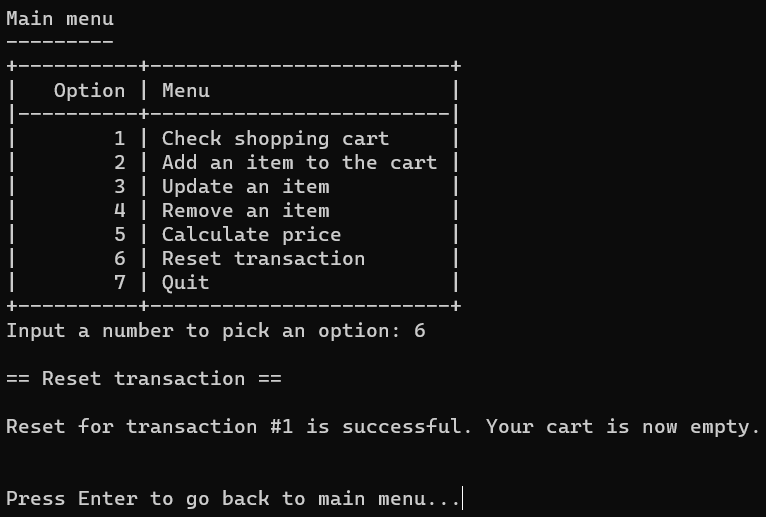 Main menu
---------
+----------+-------------------------+
|   Option | Menu                    |
|----------+-------------------------|
|        1 | Check shopping cart     |
|        2 | Add an item to the cart |
|        3 | Update an item          |
|        4 | Remove an item          |
|        5 | Calculate price         |
|        6 | Reset transaction       |
|        7 | Quit                    |
+----------+-------------------------+
Input a number to pick an option: 6
== Reset transaction ==
Reset for transaction #1 is successful. Your cart is now empty.
Press Enter to go back to main menu...